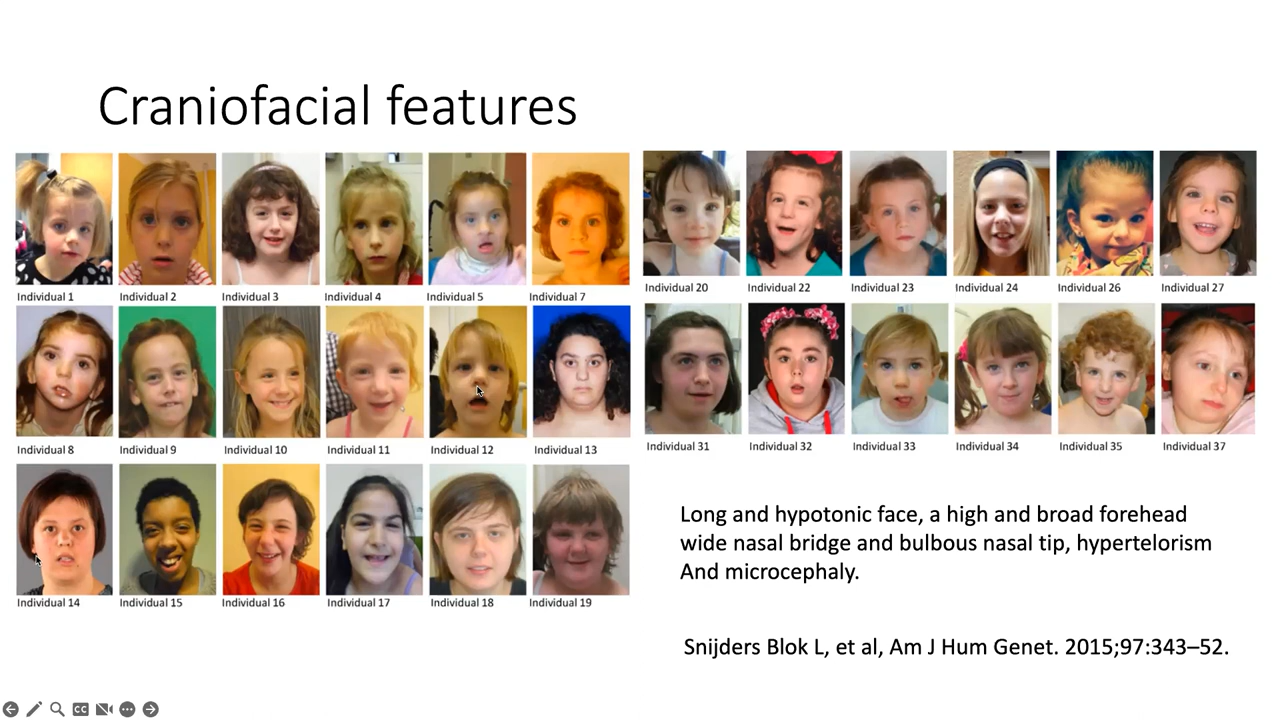 Craniofacial features
Individual 1
Individual 2
Individual 3
Individual 4
Individual 5
Individual 7
Individual 20
Individual 22
Individual 23
Individual 24
Individual 26
Individual 27
Individual 8
Individual 9
Individual 10
Individual 11
Individual 12
Individual 13
Individual 31
Individual 32
Individual 33
Individual 34
Individual 35
Individual 37
Individual 14
Individual 15
Individual 16
Individual 17
Individual 18
Individual 19
Long and hypotonic face, a high and broad forehead
wide nasal bridge and bulbous nasal tip, hypertelorism
And microcephaly.
Snijders Blok L, et al, Am J Hum Genet. 2015;97:343–52.
CC